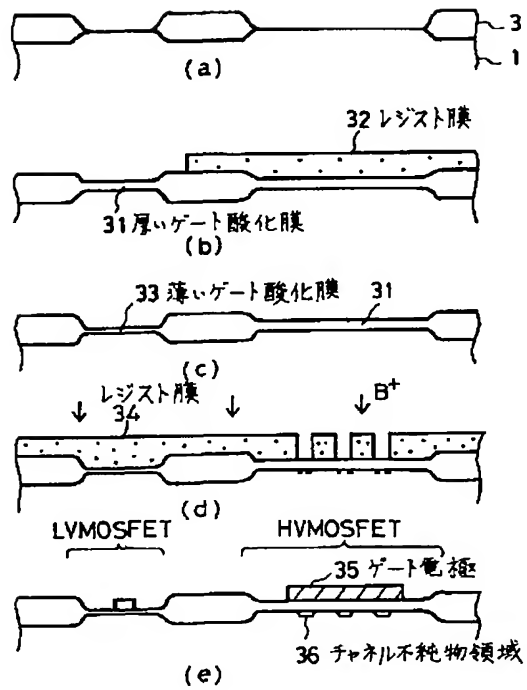 3
1
(a)
32 レジスト膜
31 厚いゲート酸化膜
(b)
33 薄いゲート酸化膜
31
(c)
レジスト膜
34
B+
(d)
LVMOSFET
HVMOSFET
35 ゲート電極
36 チャネル不純物領域
(e)